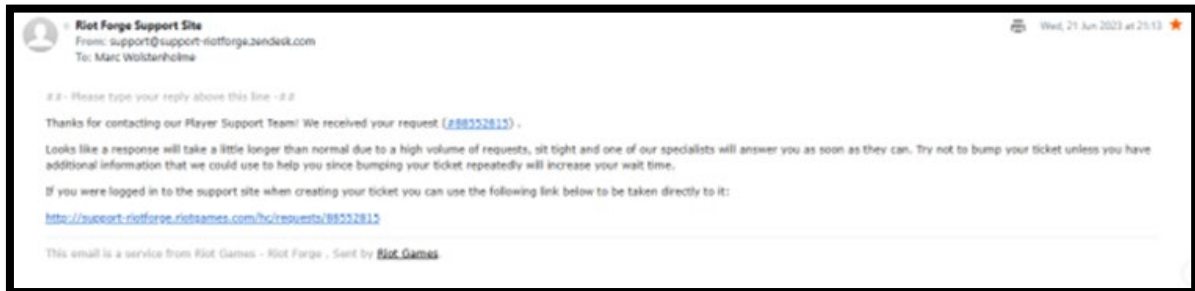 Riot Forge Support Site
Wed, 21 Jun 2023 at 21:13
From: support@support-riotforge.zendesk.com
To: Marc Wolstenholme
##- Please type your reply above this line -##
Thanks for contacting our Player Support Team! We received your request (#88552815) .
Looks like a response will take a little longer than normal due to a high volume of requests, sit tight and one of our specialists will answer you as soon as they can. Try not to bump your ticket unless you have
additional information that we could use to help you since bumping your ticket repeatedly will increase your wait time.
If you were logged in to the support site when creating your ticket you can use the following link below to be taken directly to it:
http://support-riotforge.riotgames.com/hc/requests/88552815
This email is a service from Riot Games - Riot Forge . Sent by Riot Games